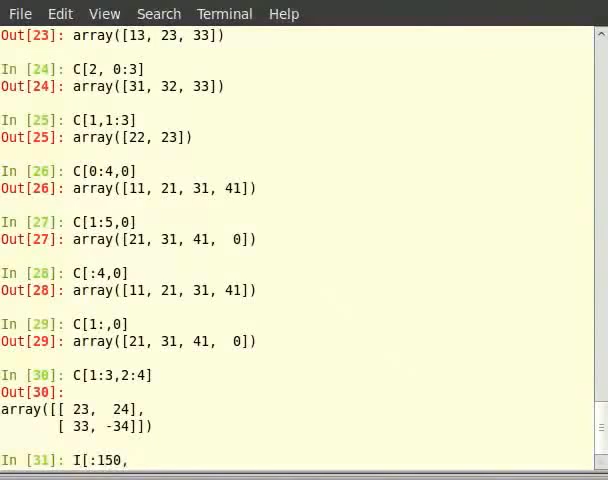 File Edit View Search Terminal Help
Out[23]: array([13, 23, 33])
In [24]: C[2, 0:3]
Out[24]: array([31, 32, 33])
In [25]: C[1,1:3]
Out[25]: array([22, 23])
In [26]: C[0:4,0]
Out[26]: array([11, 21, 31, 41])
In [27]: C[1:5,0]
Out[27]: array([21, 31, 41,  0])
In [28]: C[:4,0]
Out[28]: array([11, 21, 31, 41])
In [29]: C[1:,0]
Out[29]: array([21, 31, 41,  0])
In [30]: C[1:3,2:4]
Out[30]:
array([[ 23,  24],
       [ 33, -34]])
In [31]: I[:150,